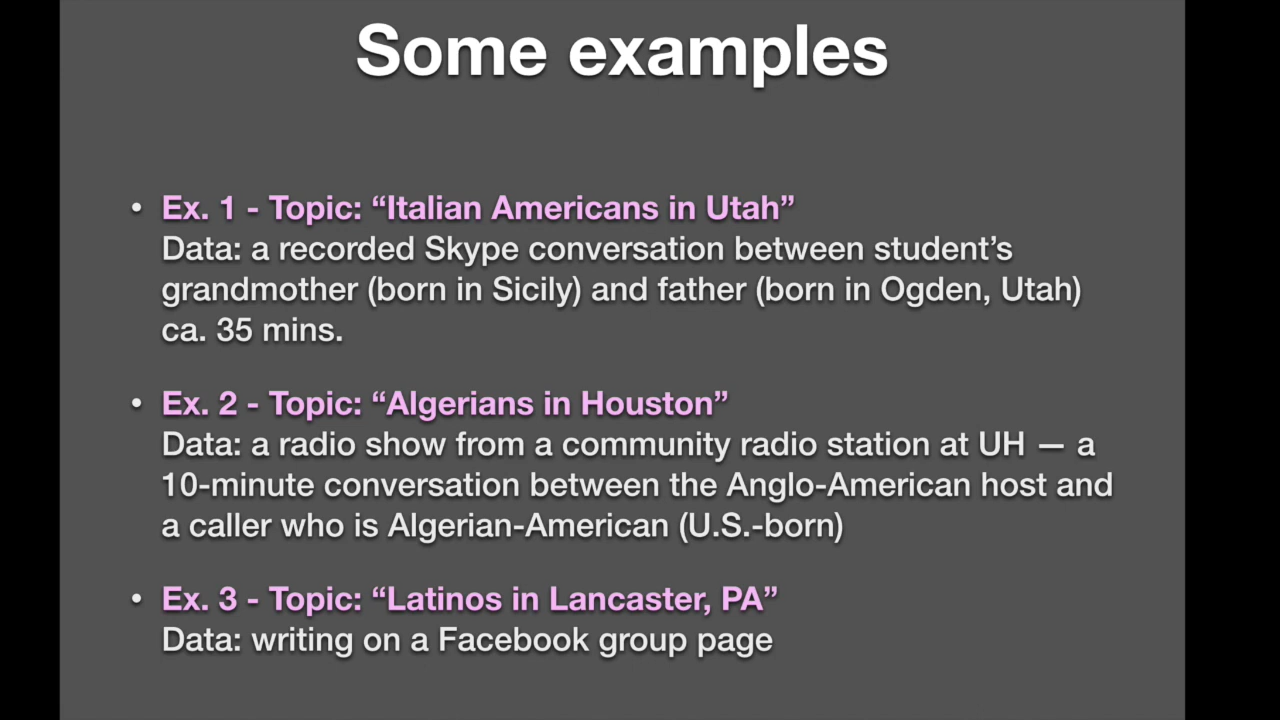 Some examples
• Ex. 1 - Topic: “Italian Americans in Utah”
Data: a recorded Skype conversation between student’s
grandmother (born in Sicily) and father (born in Ogden, Utah)
ca. 35 mins.
• Ex. 2 - Topic: “Algerians in Houston”
Data: a radio show from a community radio station at UH — a
10-minute conversation between the Anglo-American host and
a caller who is Algerian-American (U.S.-born)
• Ex. 3 - Topic: “Latinos in Lancaster, PA”
Data: writing on a Facebook group page